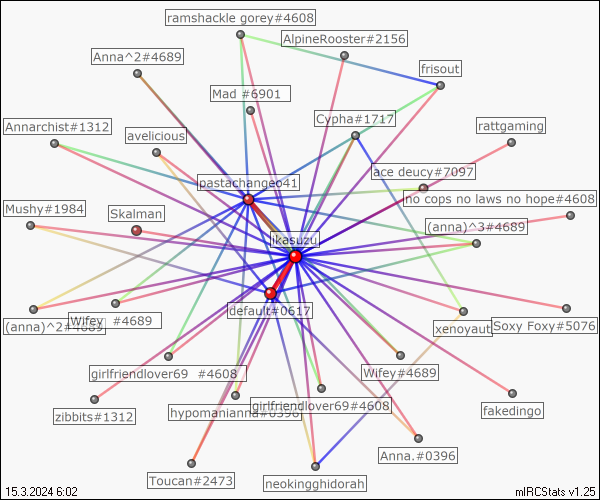 ramshackle gorey#4608
AlpineRooster#2156
Anna^2#4689
frisout
Mad #6901
Cypha#1717
Annarchist#1312
avelicious
rattgaming
ace deucy#7097
pastachangeo41
no cops no laws no hope#4608
Mushy#1984
Skalman
(anna)^3#4689
ikasuzu
default#0617
(anna)^2#4689
Wifey #4689
xenoyaut
Soxy Foxy#5076
girlfriendlover69 #4608
Wifey#4689
zibbits#1312
hypomanianna#0396
girlfriendlover69#4608
fakedingo
Anna.#0396
Toucan#2473
neokingghidorah
15.3.2024 6:02
mIRCStats v1.25